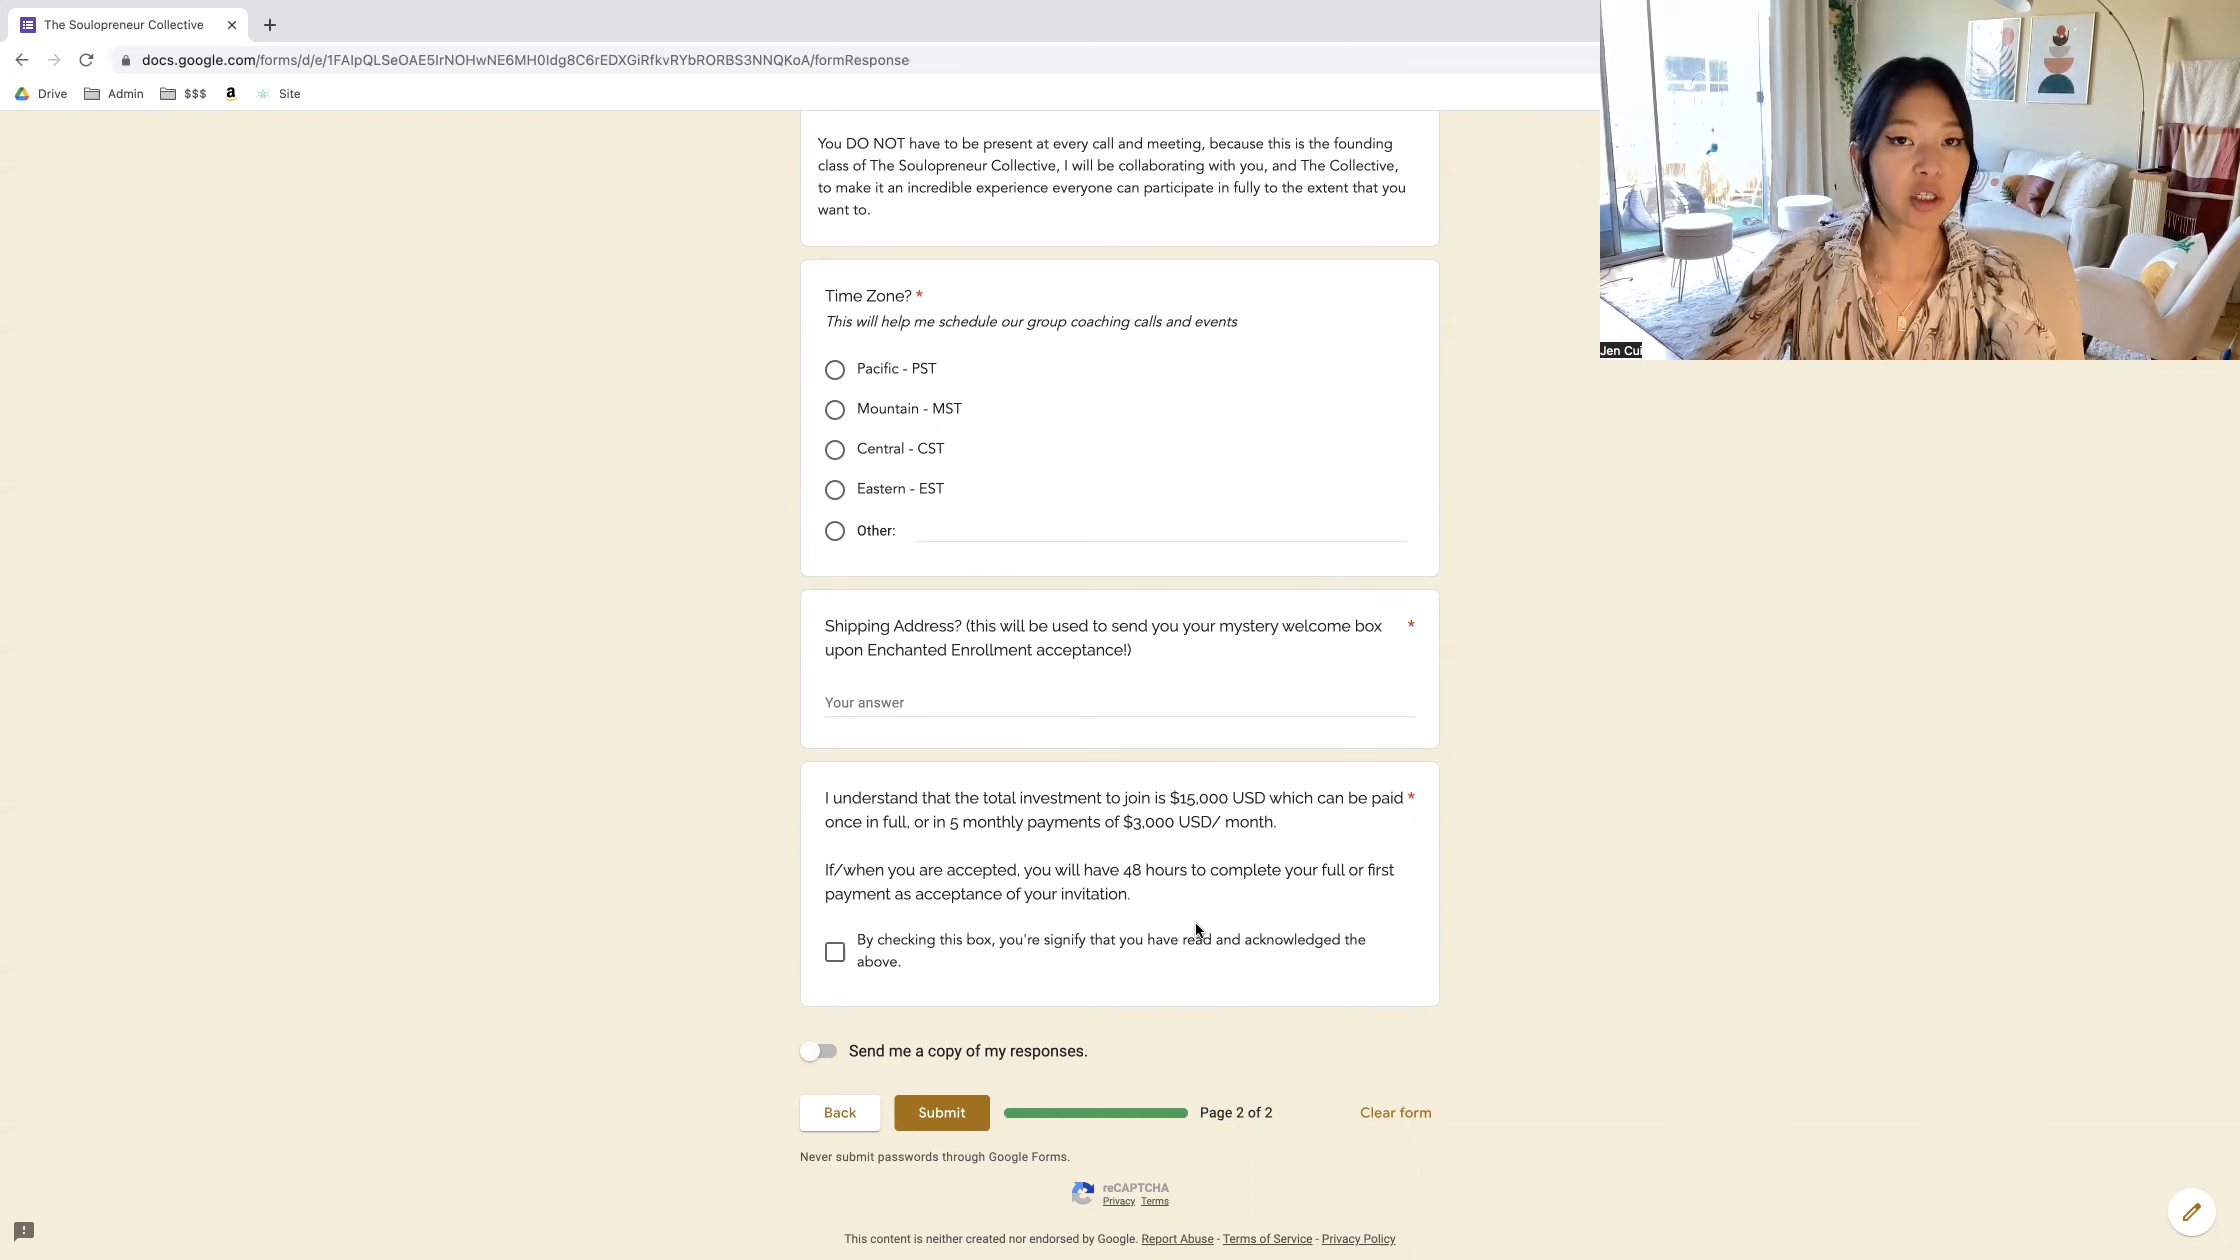 The Soulopreneur Collective
docs.google.com/forms/d/e/1FAIpQLSeOAE5IrNOHwNE6MH0Idg8C6rEDXGiRfkvRYbRORBS3NNQKoA/formResponse
Drive Admin $$$ Site
You DO NOT have to be present at every call and meeting, because this is the founding
class of The Soulopreneur Collective, I will be collaborating with you, and The Collective,
to make it an incredible experience everyone can participate in fully to the extent that you
want to.
Jen Cui
Time Zone? *
This will help me schedule our group coaching calls and events
Pacific - PST
Mountain - MST
Central - CST
Eastern - EST
Other:
Shipping Address? (this will be used to send you your mystery welcome box *
upon Enchanted Enrollment acceptance!)
Your answer
I understand that the total investment to join is $15,000 USD which can be paid *
once in full, or in 5 monthly payments of $3,000 USD/ month.
If/when you are accepted, you will have 48 hours to complete your full or first
payment as acceptance of your invitation.
By checking this box, you're signify that you have read and acknowledged the
above.
Send me a copy of my responses.
Back Submit Page 2 of 2 Clear form
Never submit passwords through Google Forms.
reCAPTCHA
Privacy Terms
This content is neither created nor endorsed by Google. Report Abuse - Terms of Service - Privacy Policy